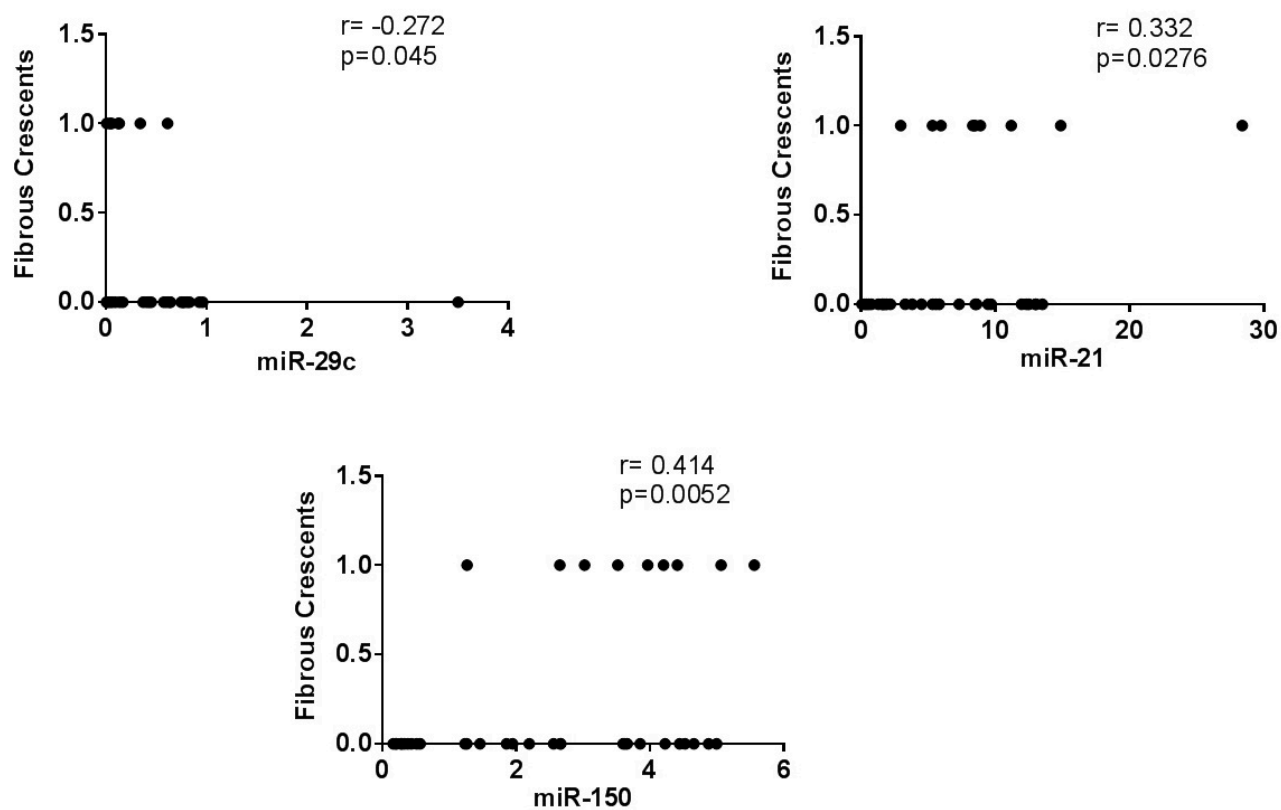 r= -0.272
p=0.045
1.5
1.0
0.5
0.0
Fibrous Crescents
0 1 2 3 4
miR-29c
r= 0.332
p=0.0276
1.5
1.0
0.5
0.0
Fibrous Crescents
0 10 20 30
miR-21
r= 0.414
p=0.0052
1.5
1.0
0.5
0.0
Fibrous Crescents
0 2 4 6
miR-150